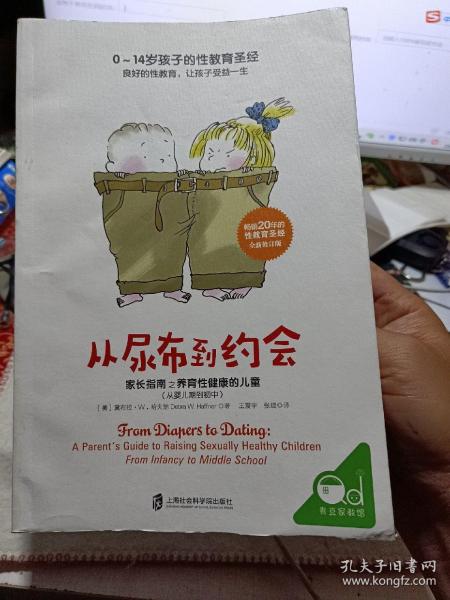 0~14岁孩子的性教育圣经
良好的性教育，让孩子受益一生
畅销20年的
性教育圣经
全新修订版
从尿布到约会
家长指南之养育性健康的儿童
（从婴儿期到初中）
[美] 黛布拉·W·哈夫纳 Debra W. Haffner 著 王震宇 张婕 译
From Diapers to Dating:
A Parent's Guide to Raising Sexually Healthy Children
From Infancy to Middle School
上海社会科学院出版社
青豆家教馆
孔夫子旧书网
www.kongfz.com